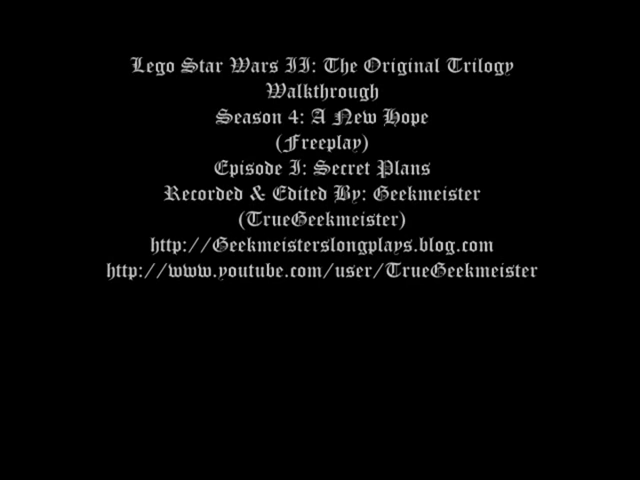 Lego Star Wars II: The Original Trilogy
Walkthrough
Season 4: A New Hope
(Freeplay)
Episode I: Secret Plans
Recorded & Edited By: Geekmeister
(TrueGeekmeister)
http://Geekmeisterslongplays.blog.com
http://www.youtube.com/user/TrueGeekmeister